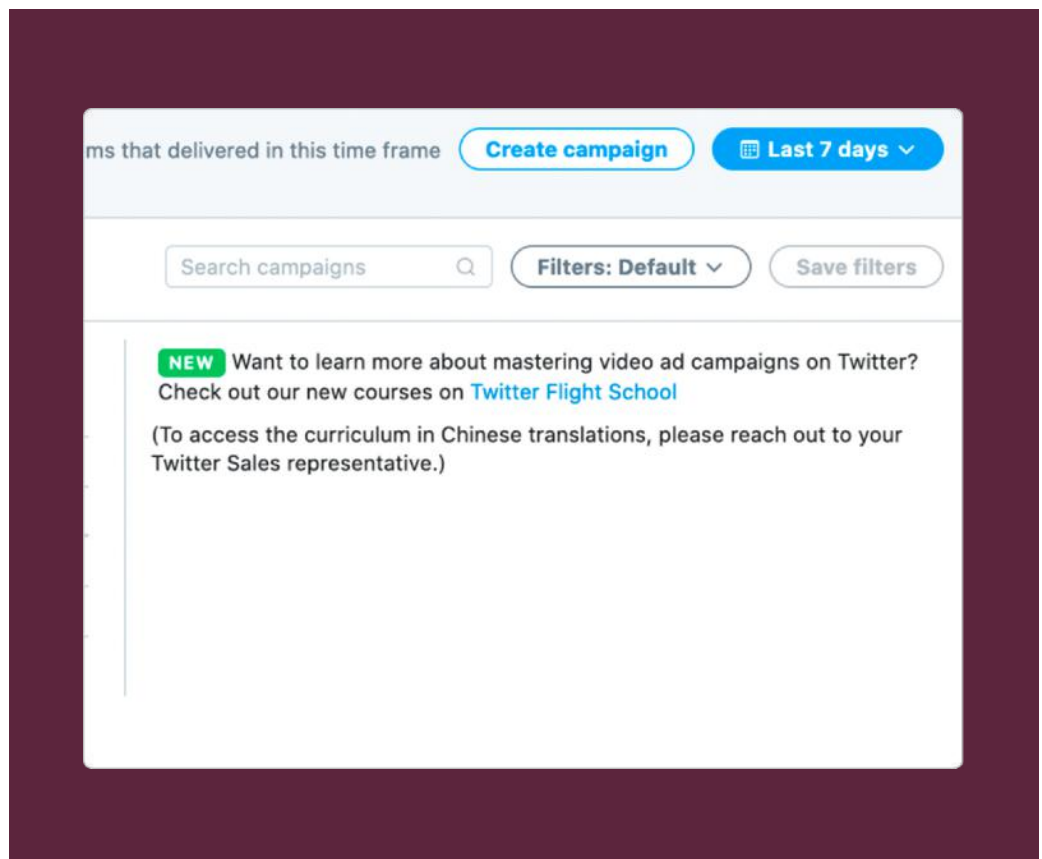 ms that delivered in this time frame Create campaign Last 7 days
Search campaigns Filters: Default Save filters
NEW Want to learn more about mastering video ad campaigns on Twitter?
Check out our new courses on Twitter Flight School
(To access the curriculum in Chinese translations, please reach out to your
Twitter Sales representative.)